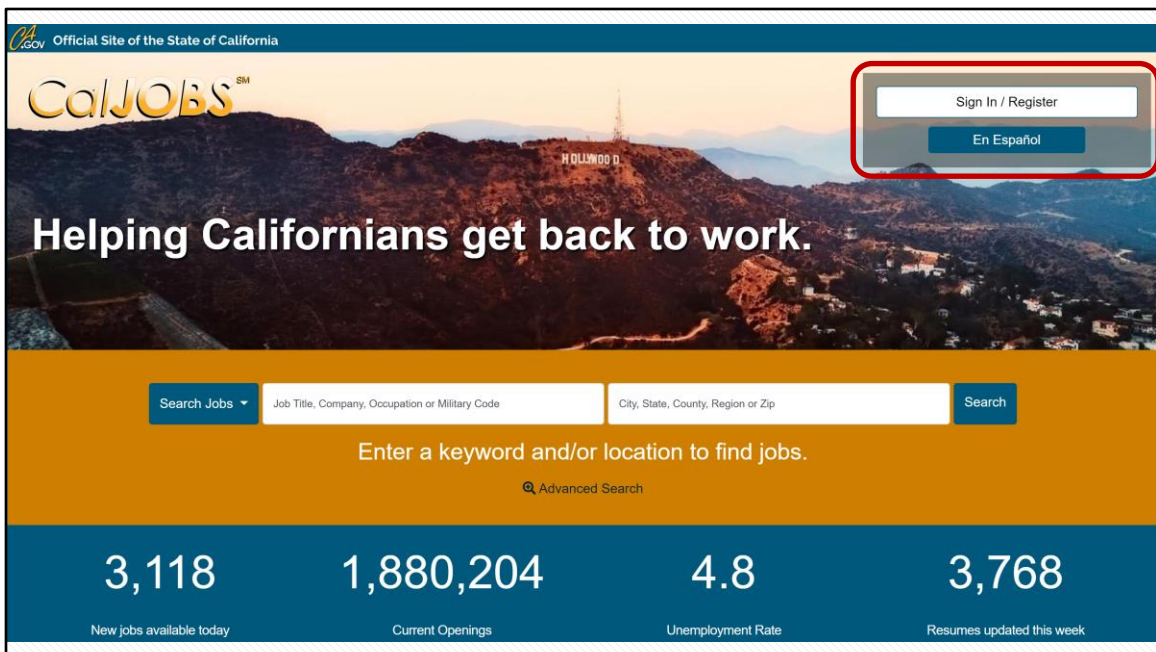 CA.GOV Official Site of the State of California
CalJOBS℠
Sign In / Register
En Español
HOLLYWOOD
Helping Californians get back to work.
Search Jobs
Job Title, Company, Occupation or Military Code
City, State, County, Region or Zip
Search
Enter a keyword and/or location to find jobs.
Advanced Search
3,118 1,880,204 4.8 3,768
New jobs available today Current Openings Unemployment Rate Resumes updated this week